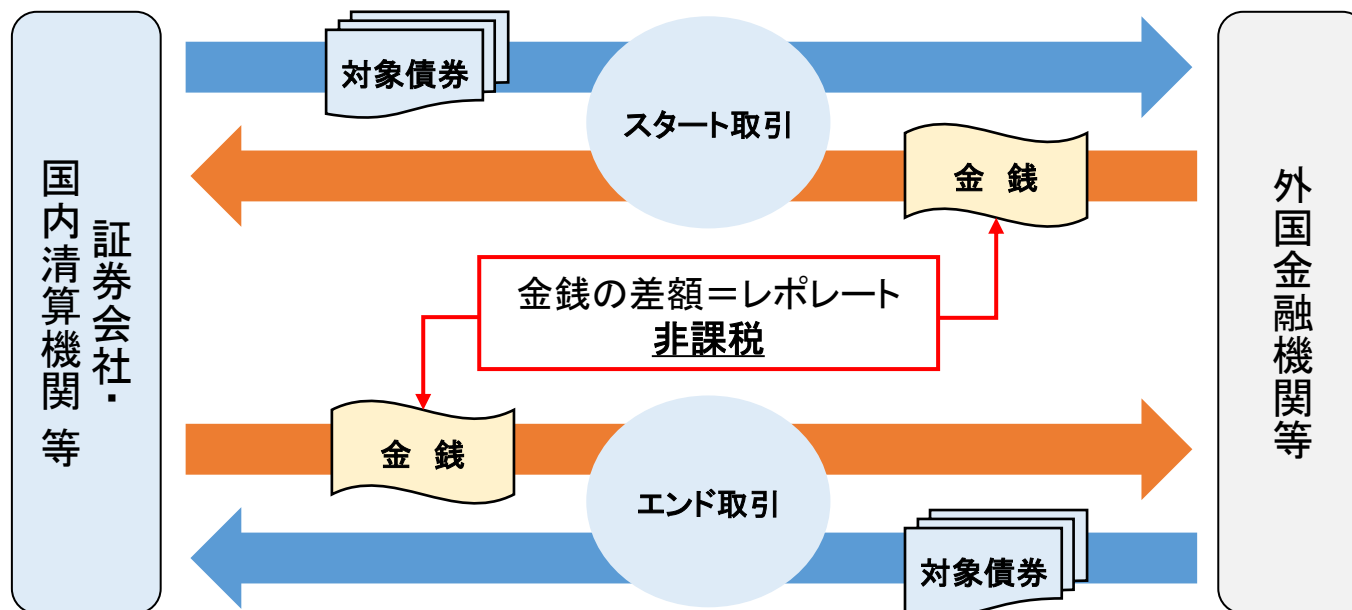 対象債券
スタート取引
金　銭
証券会社・
国内清算機関 等
外国金融機関等
金銭の差額＝レポレート
非課税
金　銭
エンド取引
対象債券